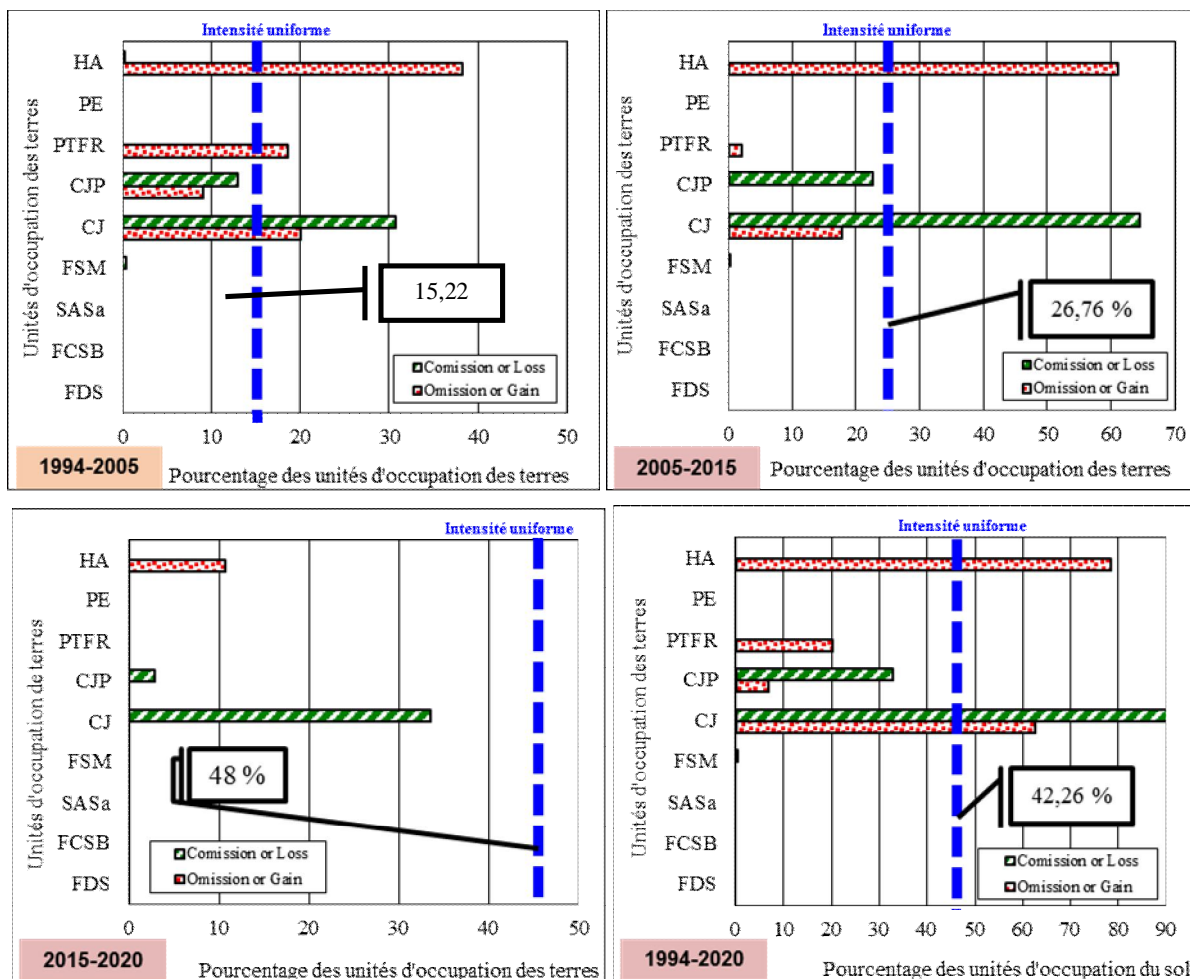 Intensité uniforme
Unités d'occupation des terres
HA
PE
PTFR
CJP
CJ
FSM
SASa
FCSB
FDS
15,22
Comission or Loss
Omission or Gain
0 10 20 30 40 50
1994-2005
Pourcentage des unités d'occupation des terres
Intensité uniforme
Unités d'occupation des terres
HA
PE
PTFR
CJP
CJ
FSM
SASa
FCSB
FDS
26,76 %
Comission or Loss
Omission or Gain
0 10 20 30 40 50 60 70
2005-2015
Pourcentage des unités d'occupation des terres
Intensité uniforme
Unités d'occupation de terres
HA
PE
PTFR
CJP
CJ
FSM
SASa
FCSB
FDS
48 %
Comission or Loss
Omission or Gain
0 10 20 30 40 50
2015-2020
Pourcentage des unités d'occupation des terres
Intensité uniforme
Unités d'occupation des terres
HA
PE
PTFR
CJP
CJ
FSM
SASa
FCSB
FDS
42,26 %
Comission or Loss
Omission or Gain
0 10 20 30 40 50 60 70 80 90
1994-2020
Pourcentage des unités d'occupation du sol